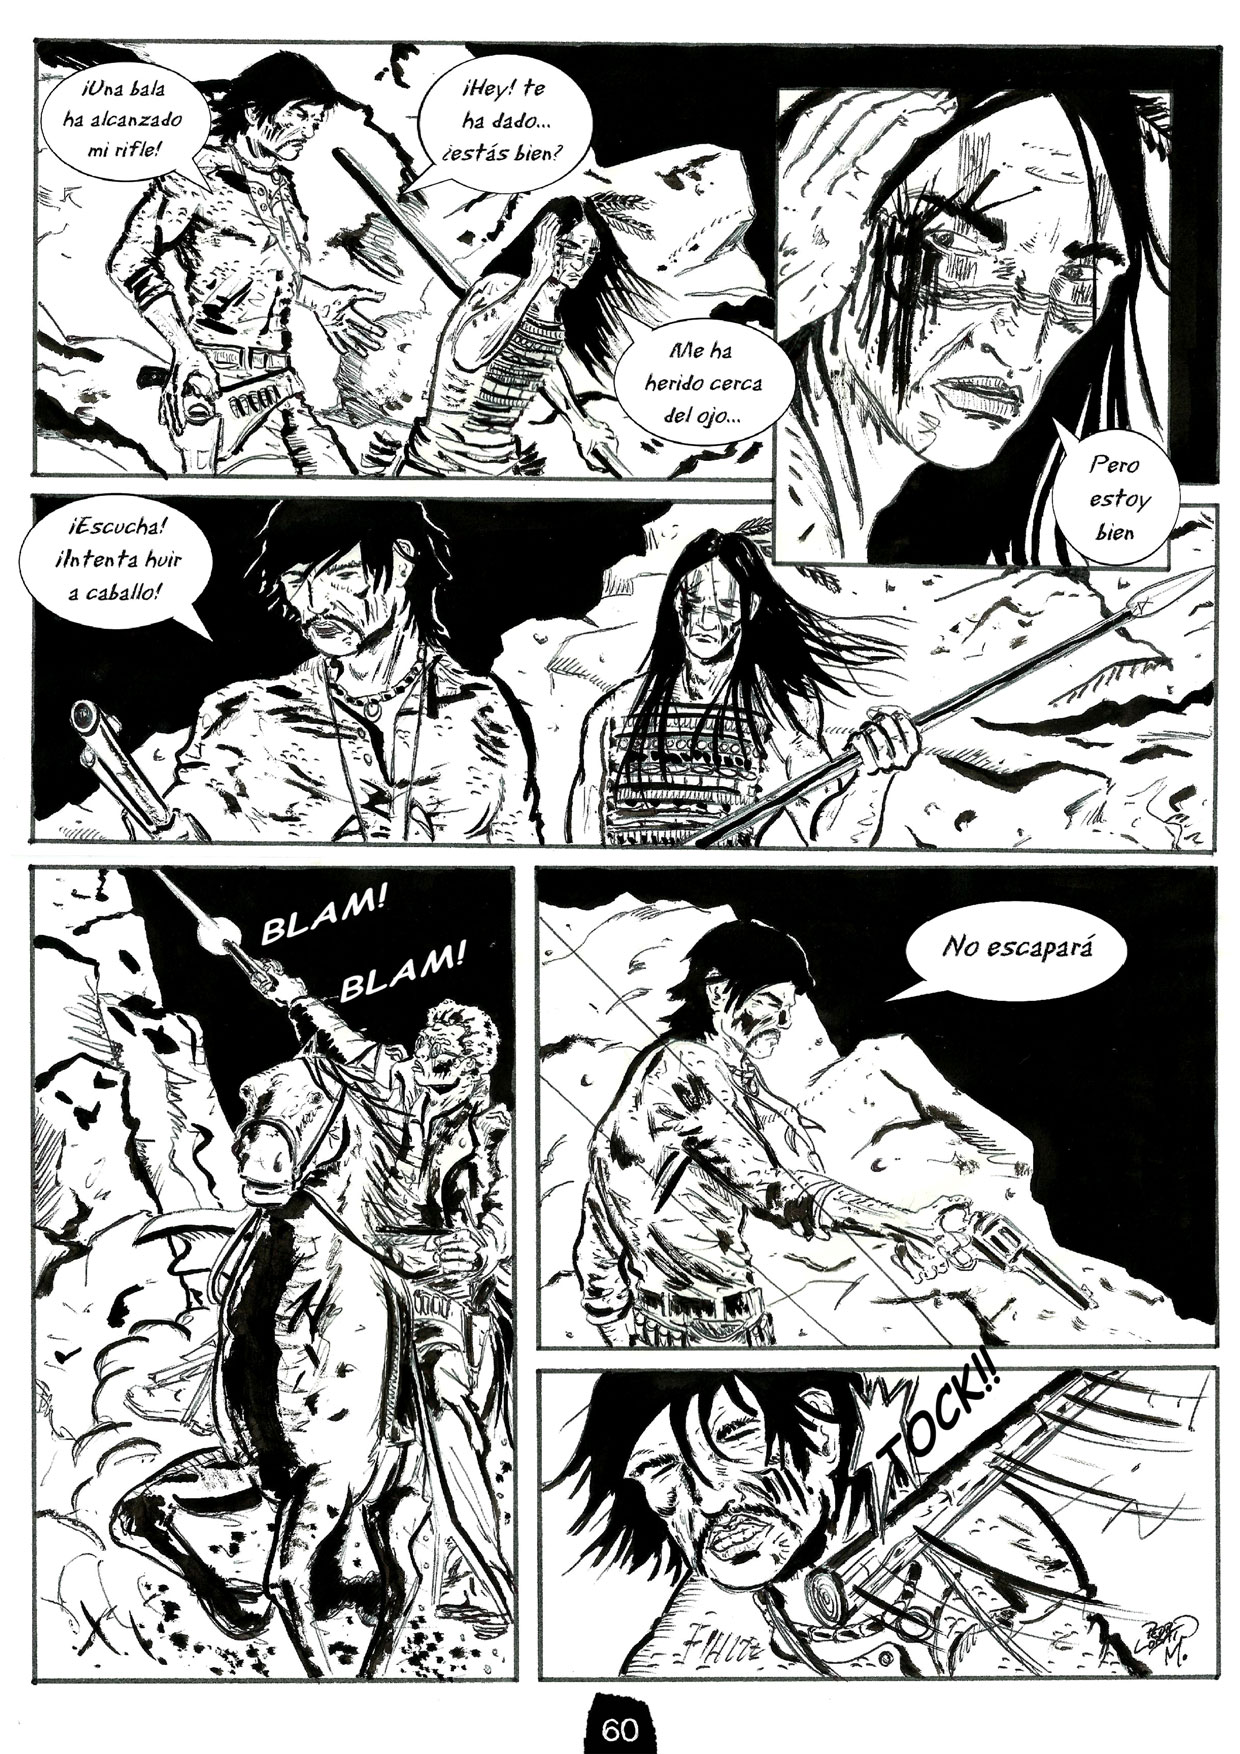 ¡Una bala
ha alcanzado
mi rifle!
¡Hey! te
ha dado...
¿estás bien?
Me ha
herido cerca
del ojo...
Pero
estoy
bien
¡Escucha!
¡Intenta huir
a caballo!
BLAM!
BLAM!
No escapará
TOCK!!
60